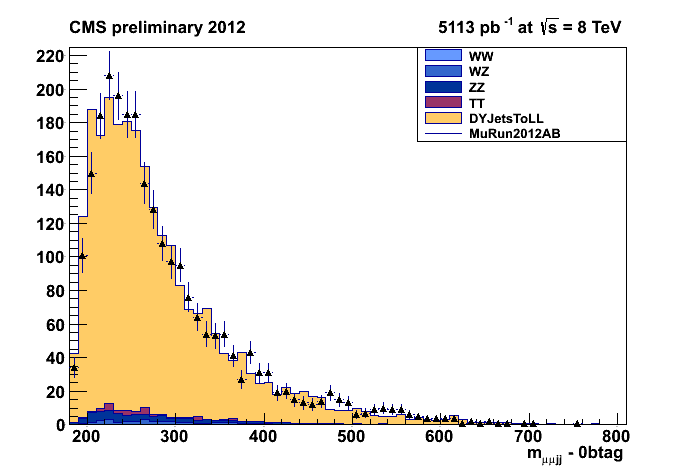 CMS preliminary 2012
5113 pb⁻¹ at √s = 8 TeV
WW
WZ
ZZ
TT
DYJetsToLL
MuRun2012AB
220
200
180
160
140
120
100
80
60
40
20
0
200 300 400 500 600 700 800
m_μμjj - 0btag